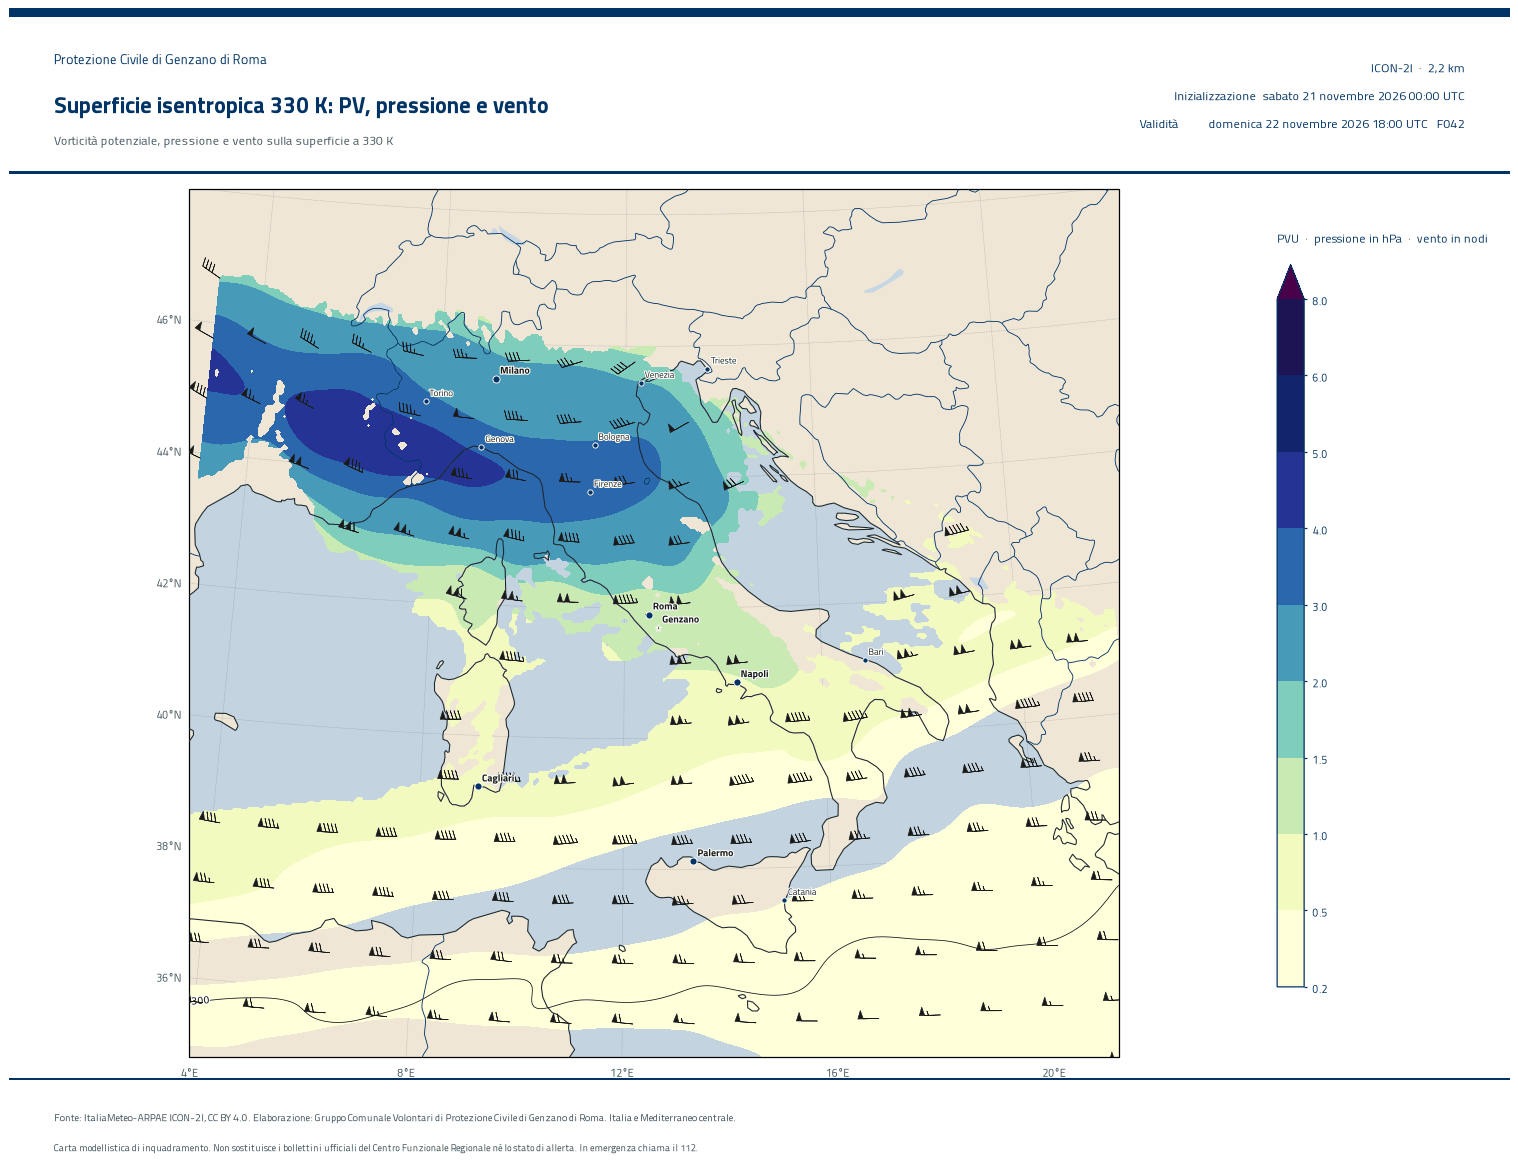 Protezione Civile di Genzano di Roma
Superficie isentropica 330 K: PV, pressione e vento
Vorticità potenziale, pressione e vento sulla superficie a 330 K
ICON-2I · 2,2 km
Inizializzazione sabato 21 novembre 2026 00:00 UTC
Validità domenica 22 novembre 2026 18:00 UTC F042
PVU · pressione in hPa · vento in nodi
8.0
6.0
5.0
4.0
3.0
2.0
1.5
1.0
0.5
0.2
46°N
44°N
42°N
40°N
38°N
36°N
4°E
8°E
12°E
16°E
20°E
Trieste
Venezia
Milano
Torino
Genova
Bologna
Firenze
Roma
Genzano
Bari
Napoli
Cagliari
Palermo
Catania
300
Fonte: ItaliaMeteo-ARPAE ICON-2I, CC BY 4.0. Elaborazione: Gruppo Comunale Volontari di Protezione Civile di Genzano di Roma. Italia e Mediterraneo centrale.
Carta modellistica di inquadramento. Non sostituisce i bollettini ufficiali del Centro Funzionale Regionale né lo stato di allerta. In emergenza chiama il 112.